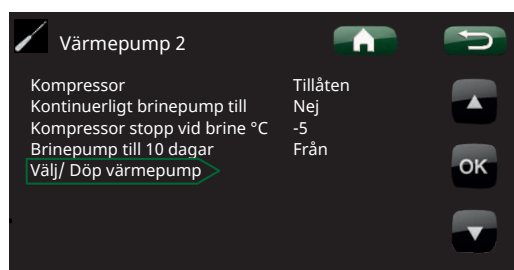 Värmepump 2
Kompressor Tillåten
Kontinuerligt brinepump till Nej
Kompressor stopp vid brine °C -5
Brinepump till 10 dagar Från
Välj/ Döp värmepump
OK